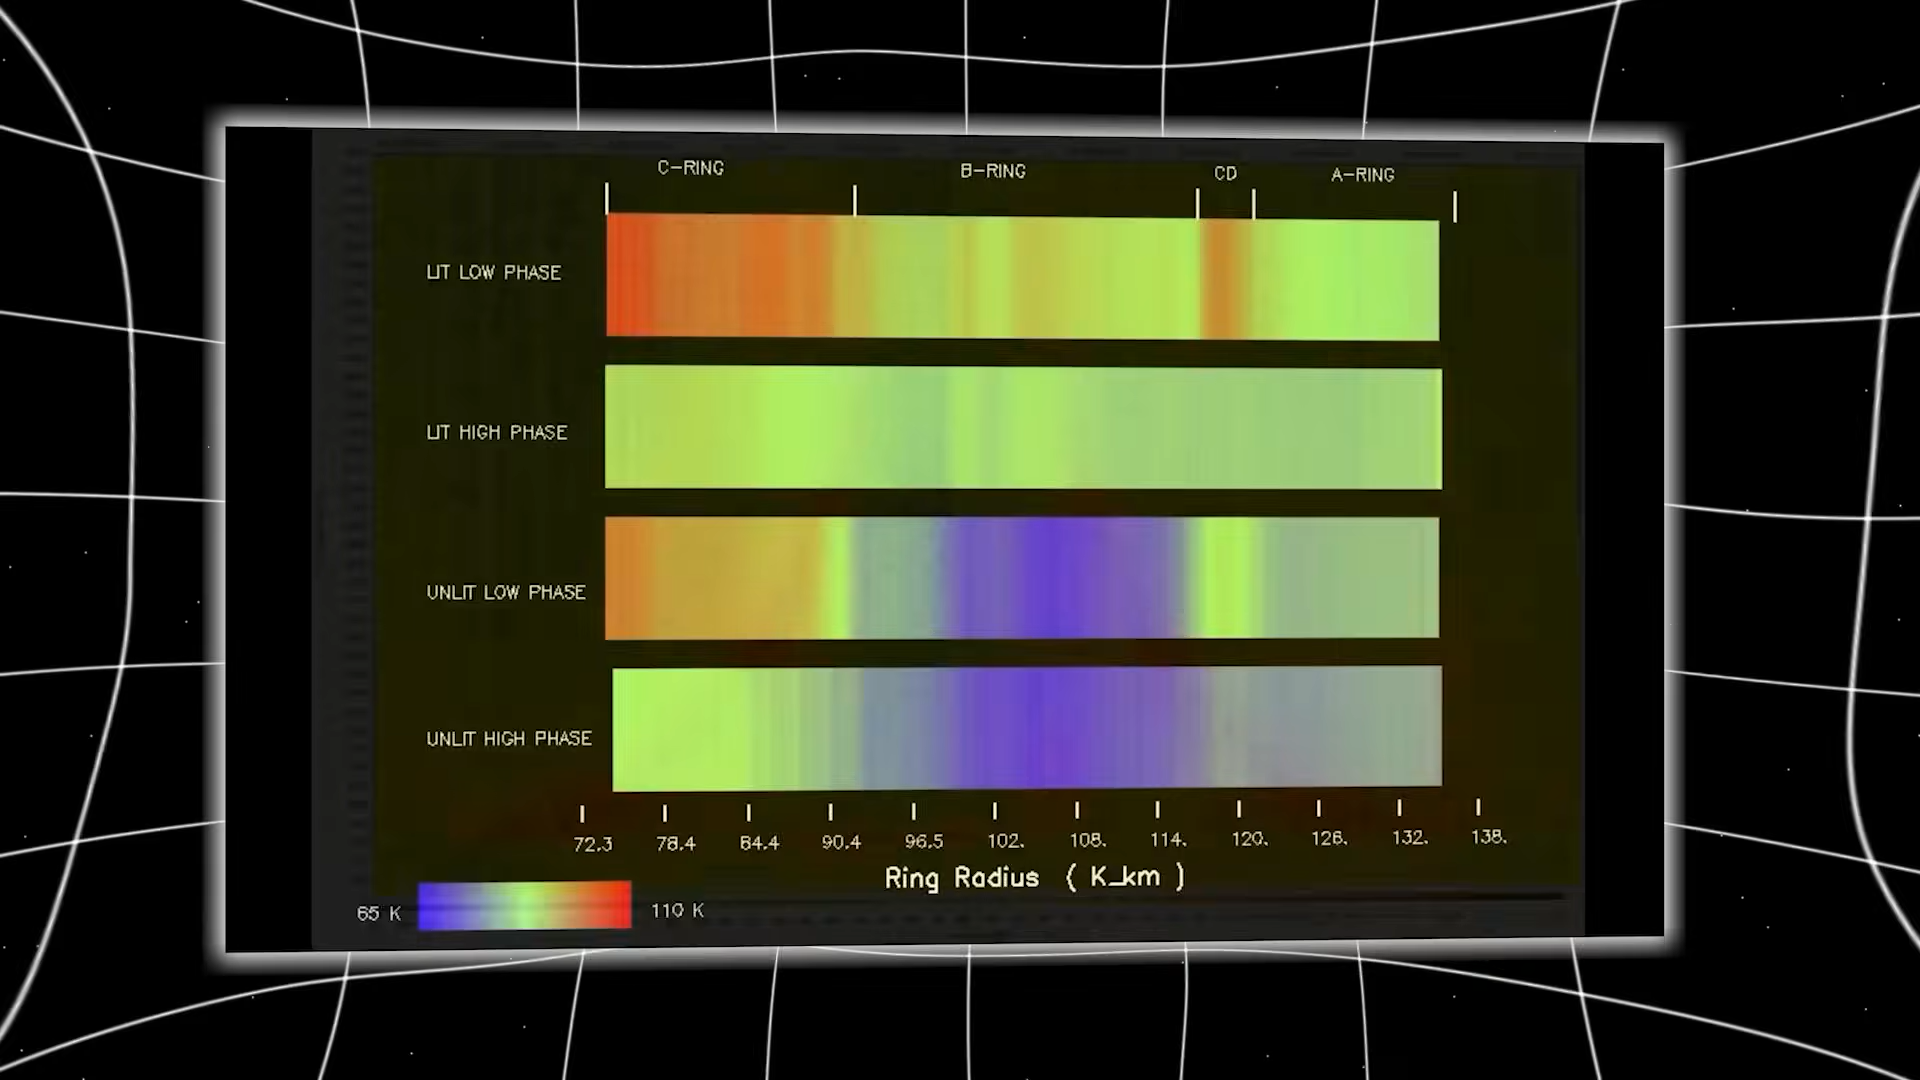 C-RING B-RING CD A-RING
LIT LOW PHASE
LIT HIGH PHASE
UNLIT LOW PHASE
UNLIT HIGH PHASE
72.3 78.4 84.4 90.4 96.5 102. 108. 114. 120. 126. 132. 138.
Ring Radius ( K_km )
65 K 110 K